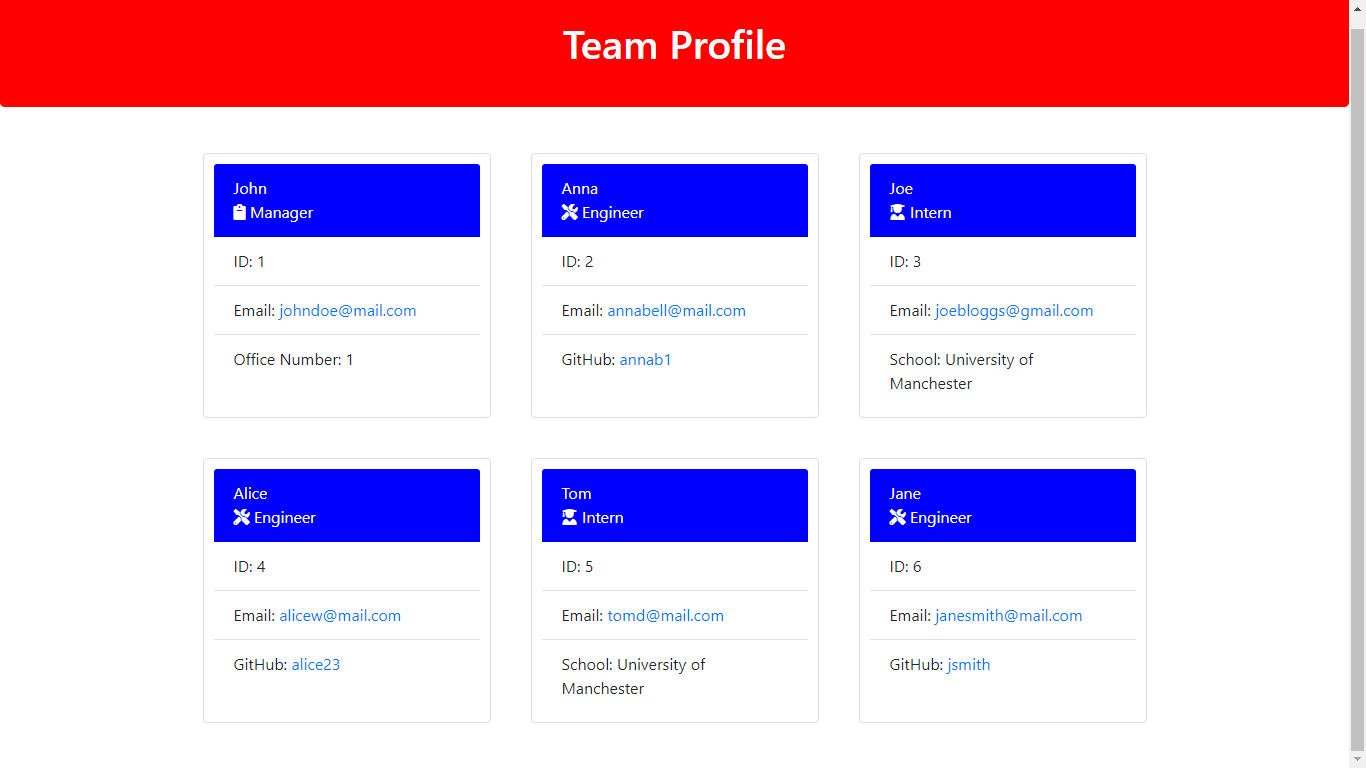 Team Profile
John
Manager
ID: 1
Email: johndoe@mail.com
Office Number: 1
Anna
Engineer
ID: 2
Email: annabell@mail.com
GitHub: annab1
Joe
Intern
ID: 3
Email: joebloggs@gmail.com
School: University of
Manchester
Alice
Engineer
ID: 4
Email: alicew@mail.com
GitHub: alice23
Tom
Intern
ID: 5
Email: tomd@mail.com
School: University of
Manchester
Jane
Engineer
ID: 6
Email: janesmith@mail.com
GitHub: jsmith